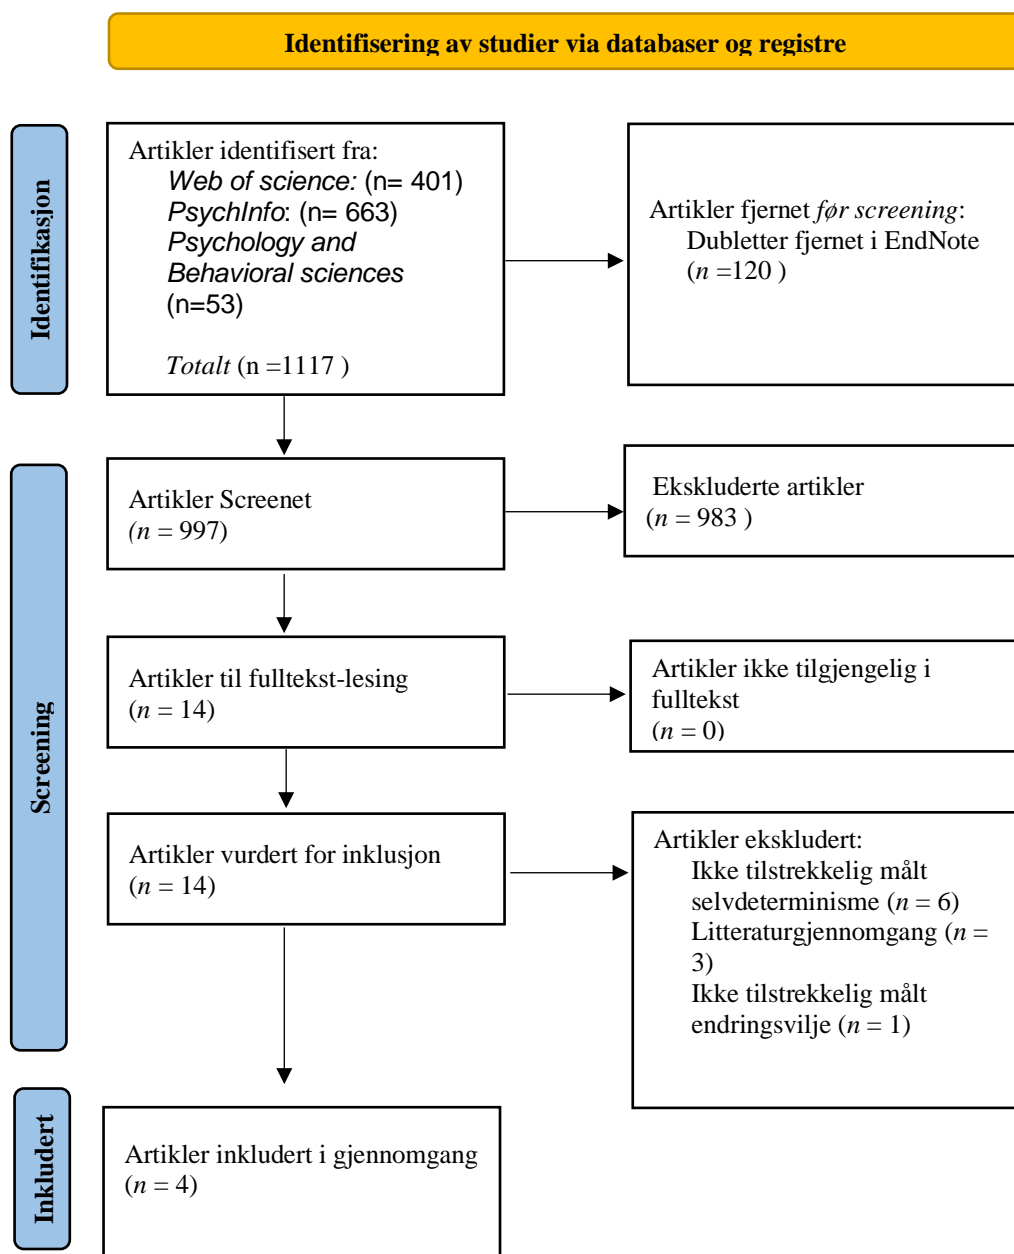 Identifisering av studier via databaser og registre
Identifikasjon
Artikler identifisert fra:
Web of science: (n= 401)
PsychInfo: (n= 663)
Psychology and
Behavioral sciences
(n=53)
Totalt (n =1117 )
Artikler fjernet før screening:
Dubletter fjernet i EndNote
(n =120 )
Screening
Artikler Screenet
(n = 997)
Ekskluderte artikler
(n = 983 )
Artikler til fulltekst-lesing
(n = 14)
Artikler ikke tilgjengelig i
fulltekst
(n = 0)
Artikler vurdert for inklusjon
(n = 14)
Artikler ekskludert:
Ikke tilstrekkelig målt
selvdeterminisme (n = 6)
Litteraturgjennomgang (n =
3)
Ikke tilstrekkelig målt
endringsvilje (n = 1)
Inkludert
Artikler inkludert i gjennomgang
(n = 4)